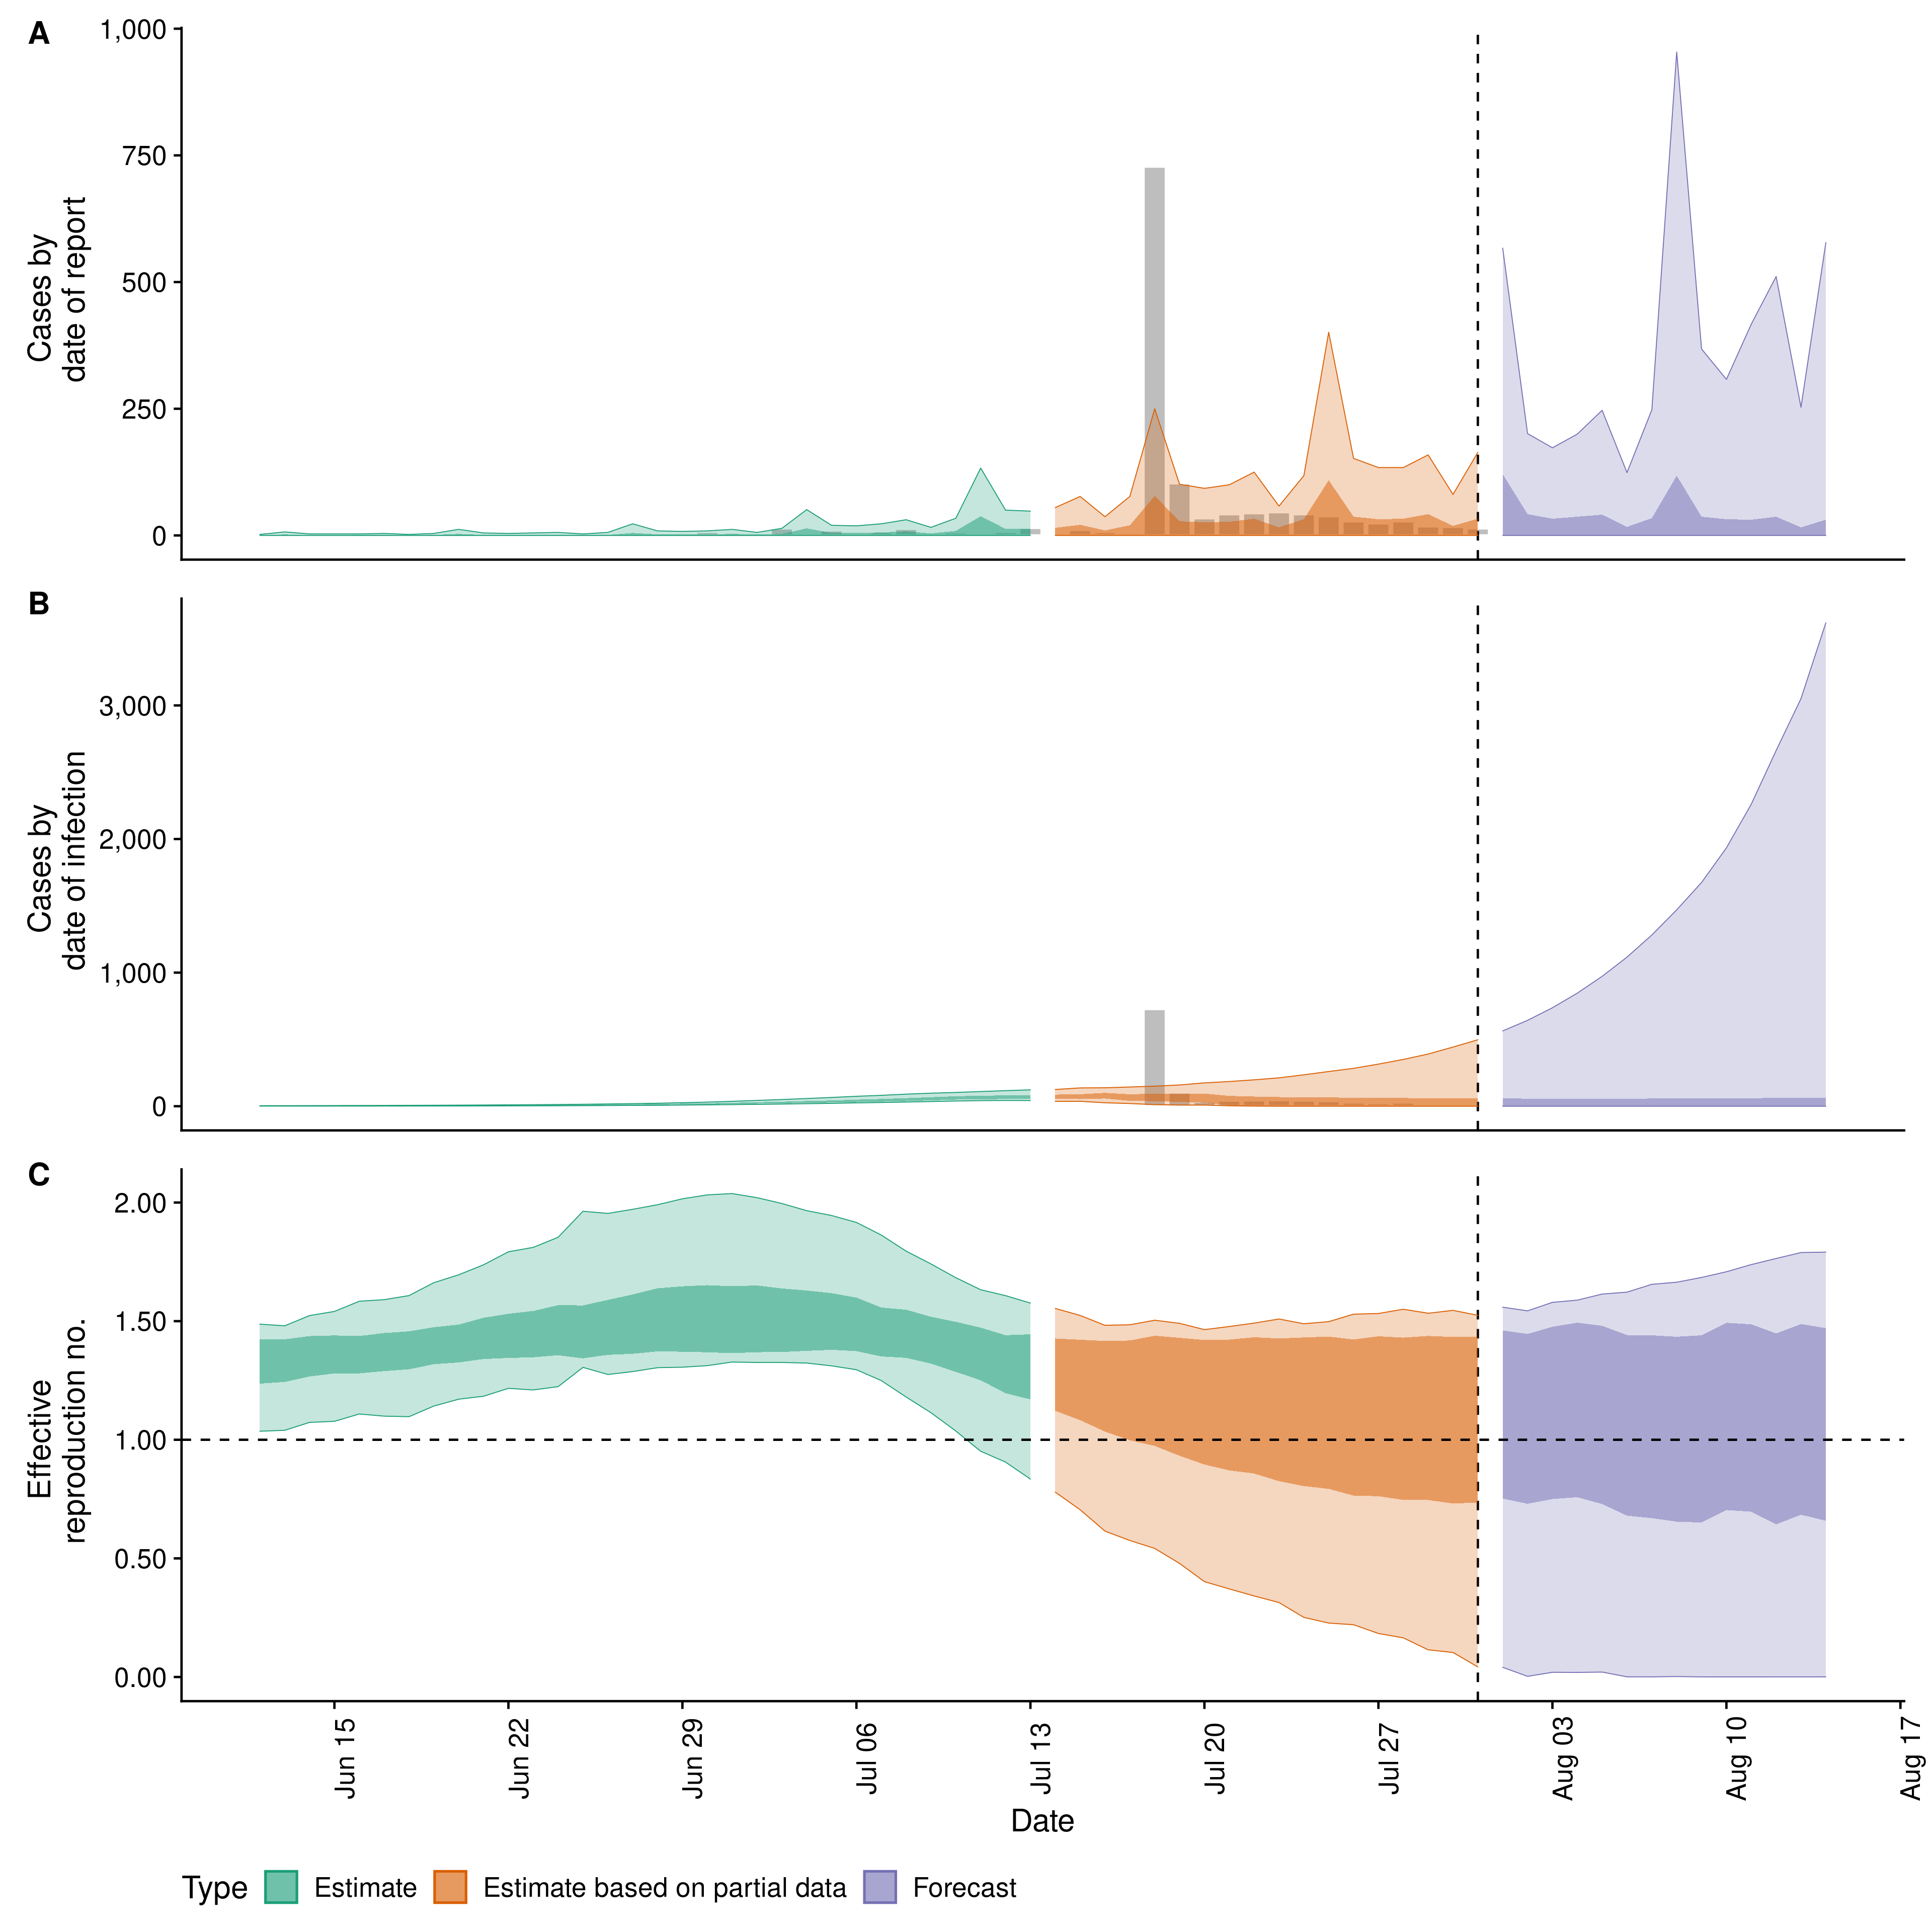 A
Cases by
date of report
1,000
750
500
250
0
B
Cases by
date of infection
3,000
2,000
1,000
0
C
Effective
reproduction no.
2.00
1.50
1.00
0.50
0.00
Jun 15
Jun 22
Jun 29
Jul 06
Jul 13
Jul 20
Jul 27
Aug 03
Aug 10
Aug 17
Date
Type Estimate Estimate based on partial data Forecast